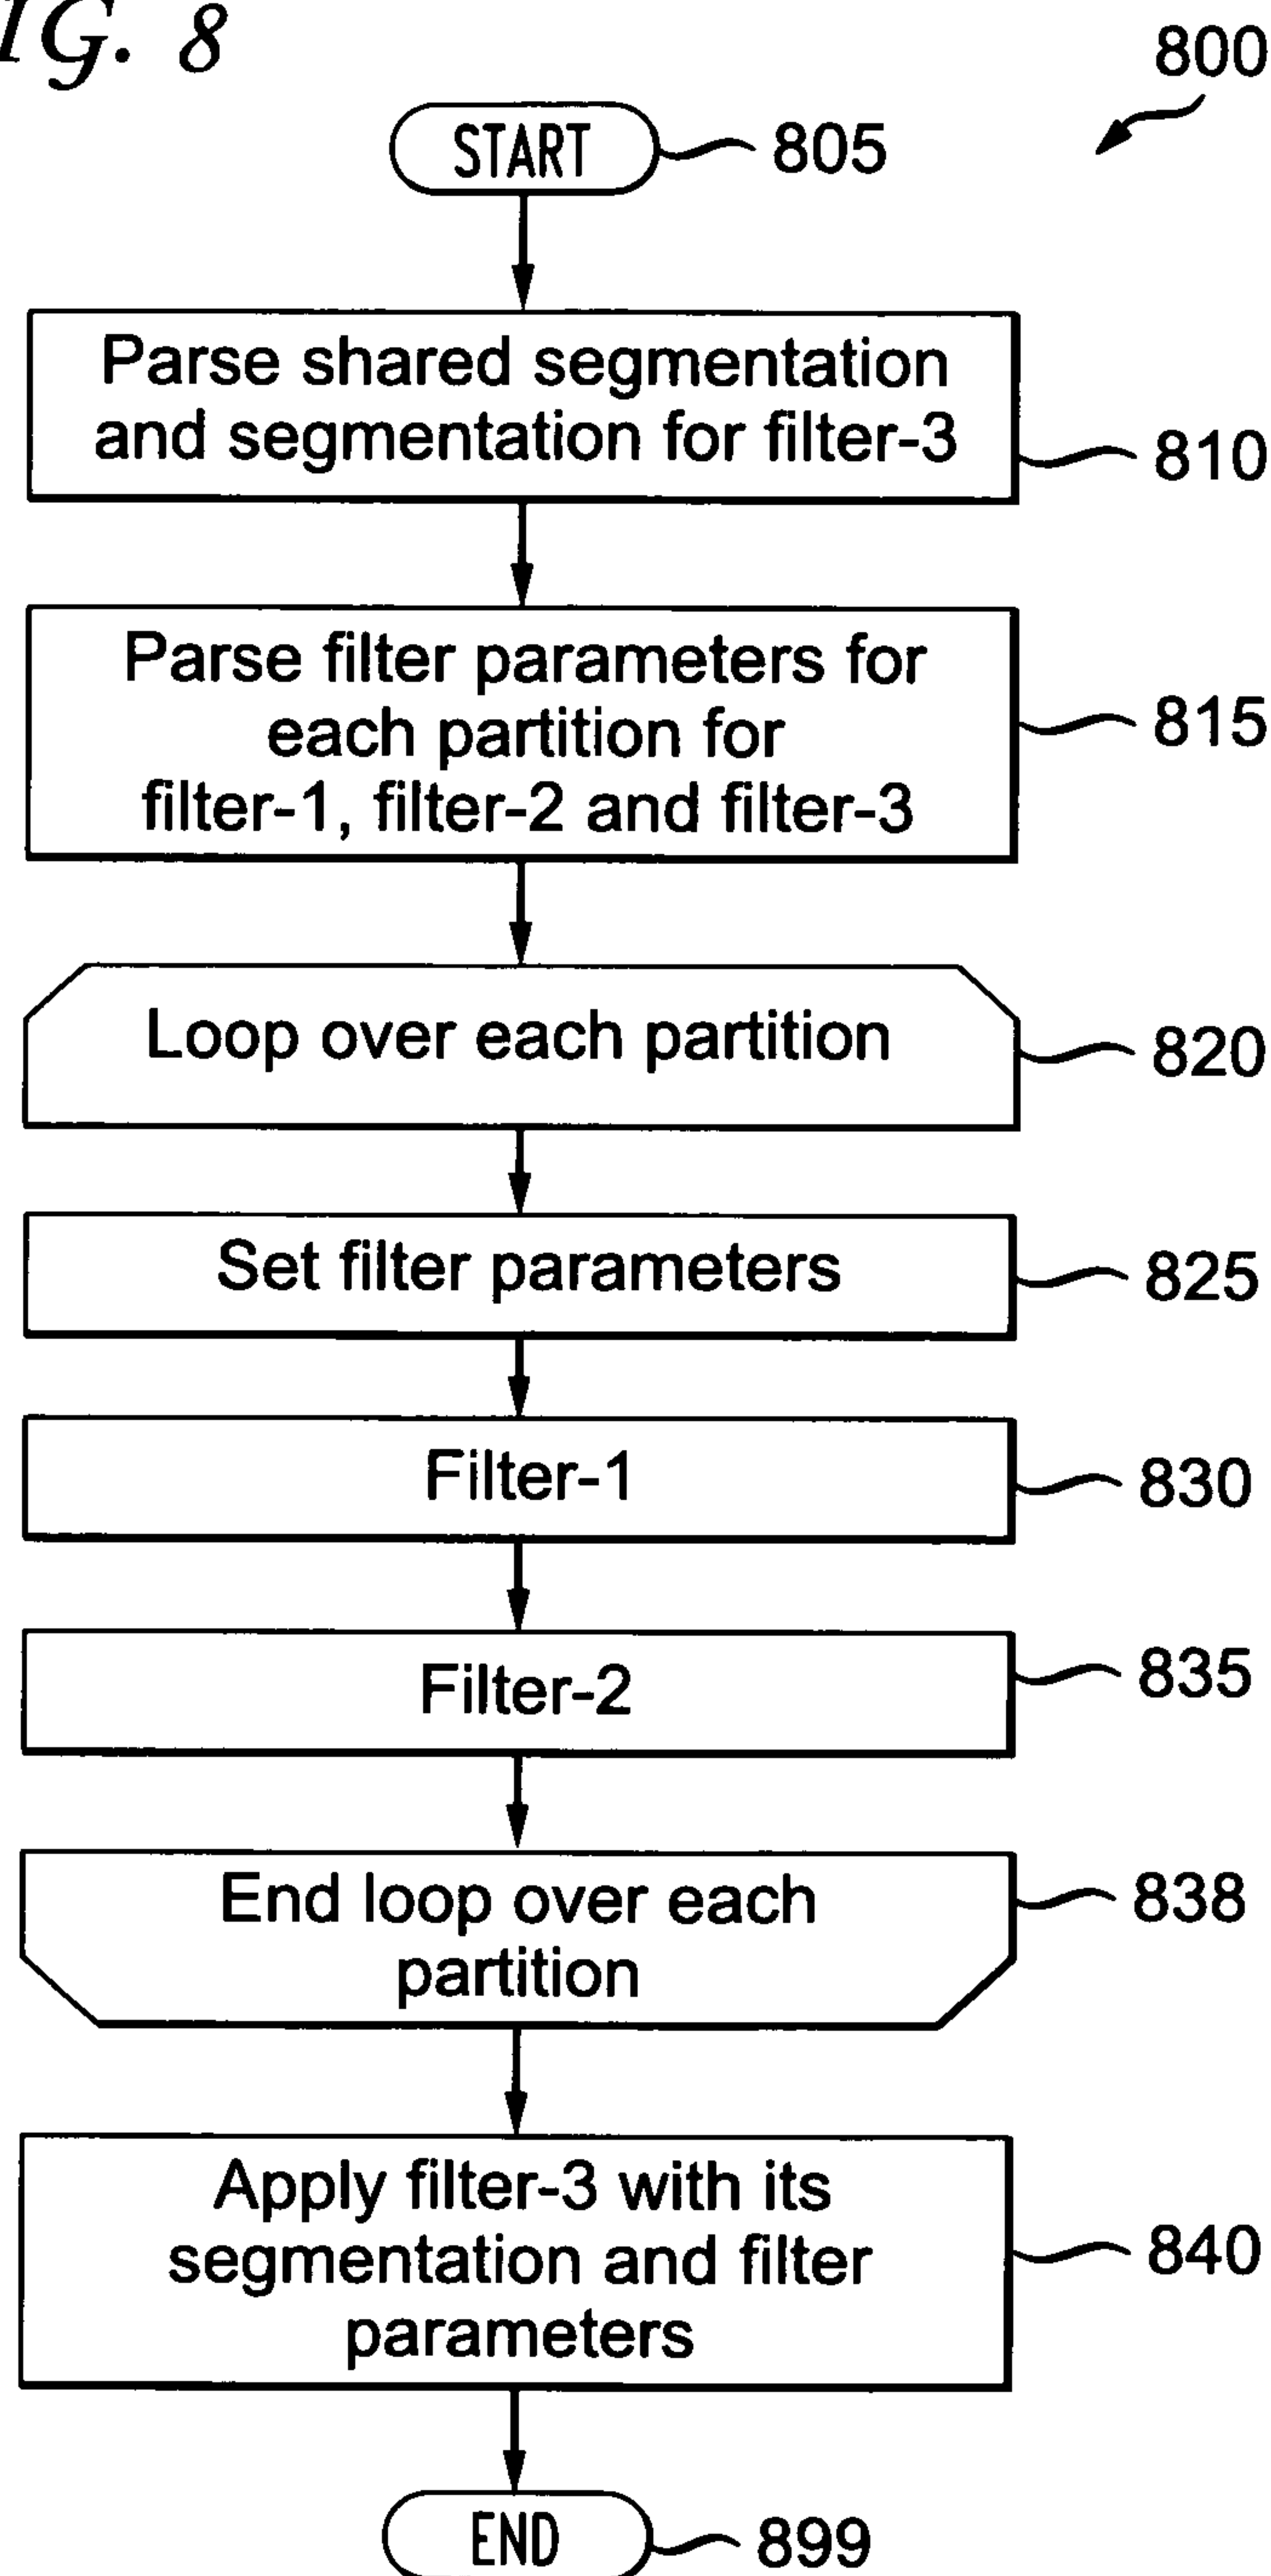 IG. 8
800
START
805
Parse shared segmentation
and segmentation for filter-3
810
Parse filter parameters for
each partition for
filter-1, filter-2 and filter-3
815
Loop over each partition
820
Set filter parameters
825
Filter-1
830
Filter-2
835
End loop over each
partition
838
Apply filter-3 with its
segmentation and filter
parameters
840
END
899